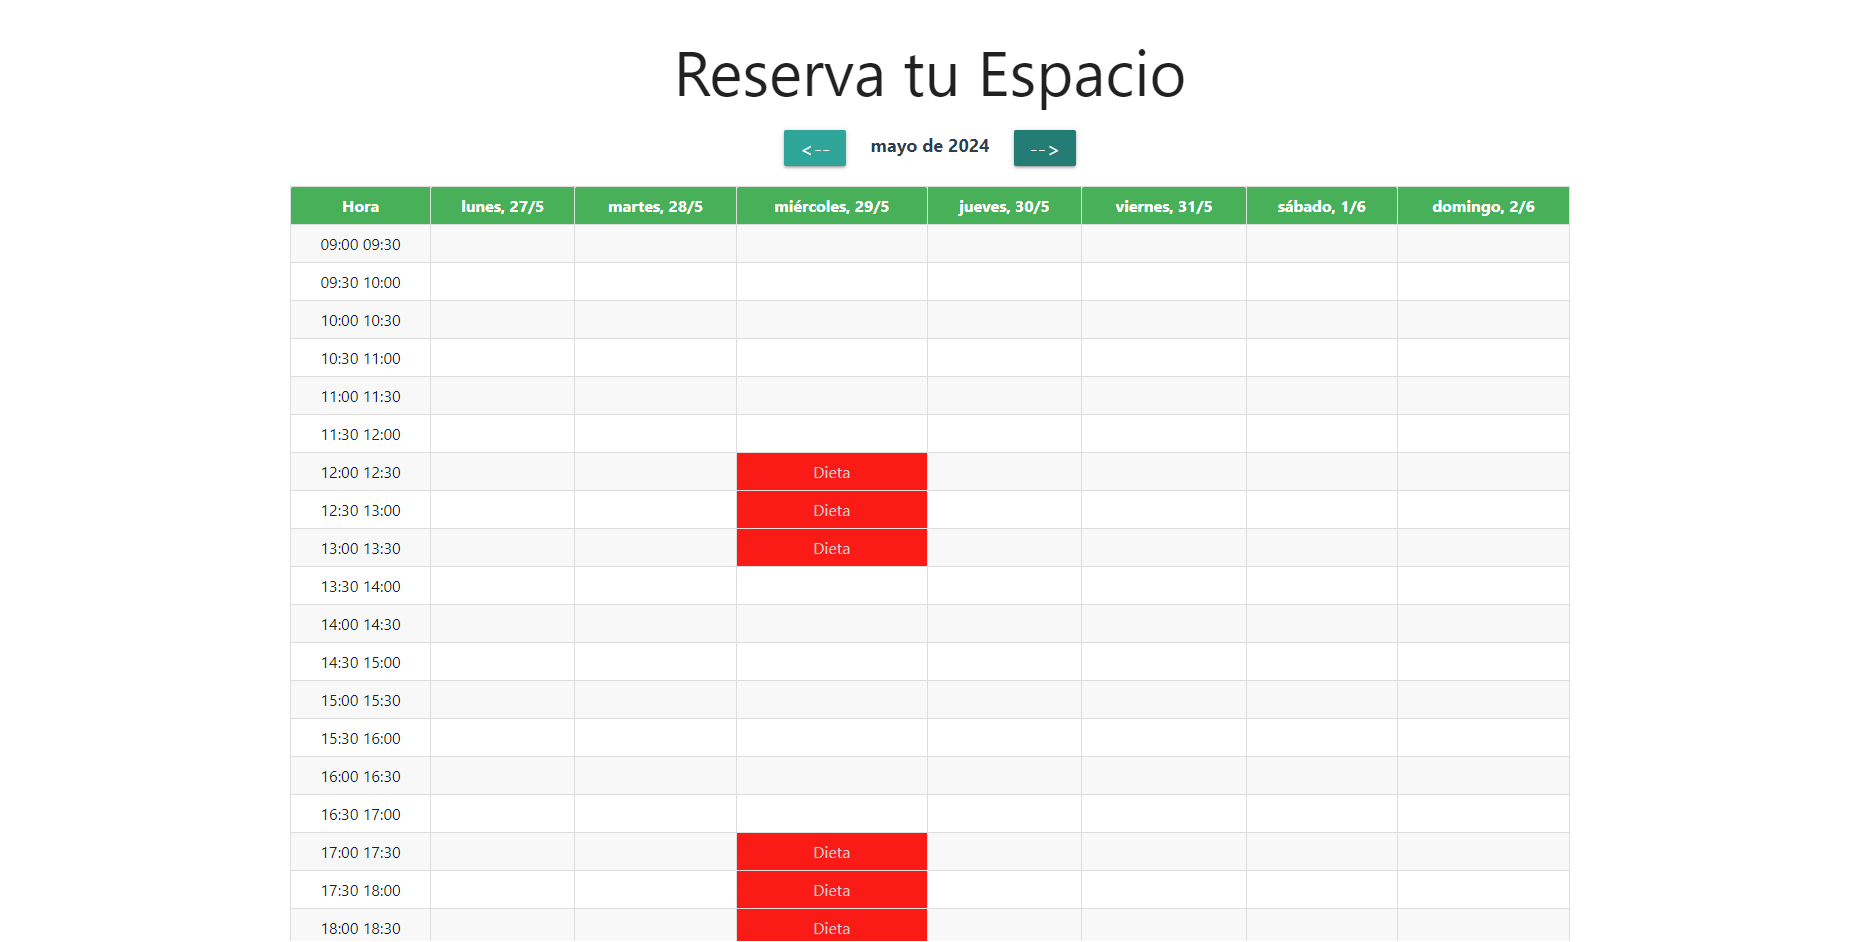 Reserva tu Espacio
<-- mayo de 2024 -->
Hora lunes, 27/5 martes, 28/5 miércoles, 29/5 jueves, 30/5 viernes, 31/5 sábado, 1/6 domingo, 2/6
09:00 09:30
09:30 10:00
10:00 10:30
10:30 11:00
11:00 11:30
11:30 12:00
12:00 12:30 Dieta
12:30 13:00 Dieta
13:00 13:30 Dieta
13:30 14:00
14:00 14:30
14:30 15:00
15:00 15:30
15:30 16:00
16:00 16:30
16:30 17:00
17:00 17:30 Dieta
17:30 18:00 Dieta
18:00 18:30 Dieta